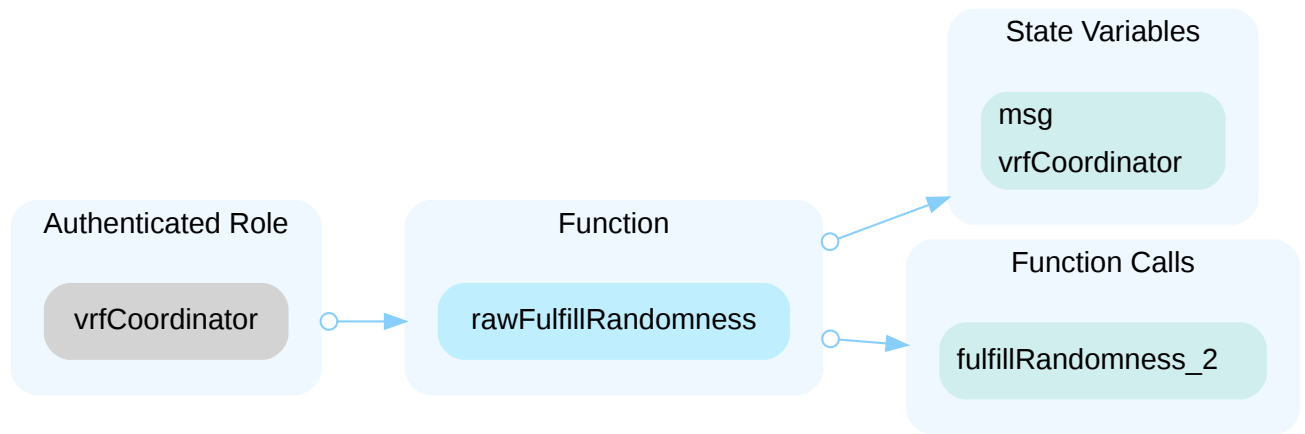 Authenticated Role
vrfCoordinator
Function
rawFulfillRandomness
State Variables
msg
vrfCoordinator
Function Calls
fulfillRandomness_2